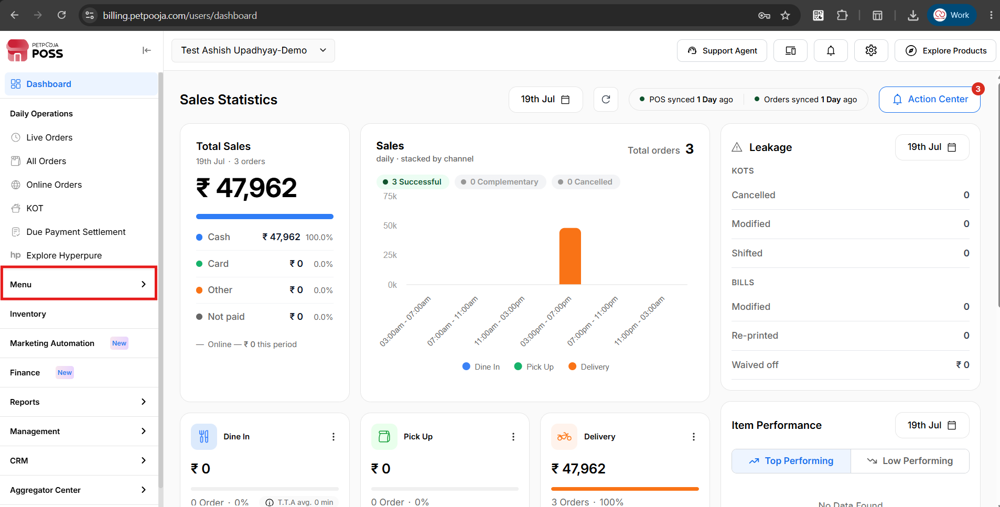 billing.petpooja.com/users/dashboard
Work
PETPOOJA
POSS
Test Ashish Upadhyay-Demo
Support Agent
Explore Products
Dashboard
Daily Operations
Live Orders
All Orders
Online Orders
KOT
Due Payment Settlement
hp Explore Hyperpure
Menu
Inventory
Marketing Automation New
Finance New
Reports
Management
CRM
Aggregator Center
Sales Statistics
19th Jul
POS synced 1 Day ago
Orders synced 1 Day ago
Action Center
3
Total Sales
19th Jul · 3 orders
₹ 47,962
Cash ₹ 47,962 100.0%
Card ₹ 0 0.0%
Other ₹ 0 0.0%
Not paid ₹ 0 0.0%
— Online — ₹ 0 this period
Sales
daily · stacked by channel
Total orders 3
3 Successful
0 Complementary
0 Cancelled
75k
50k
25k
0k
03:00am - 07:00am
07:00am - 11:00am
11:00am - 03:00pm
03:00pm - 07:00pm
07:00pm - 11:00pm
11:00pm - 03:00am
Dine In
Pick Up
Delivery
Leakage
19th Jul
KOTS
Cancelled 0
Modified 0
Shifted 0
BILLS
Modified 0
Re-printed 0
Waived off ₹ 0
Dine In
₹ 0
0 Order · 0%
T.T.A avg. 0 min
Pick Up
₹ 0
0 Order · 0%
Delivery
₹ 47,962
3 Orders · 100%
Item Performance
19th Jul
Top Performing
Low Performing
No Data Found